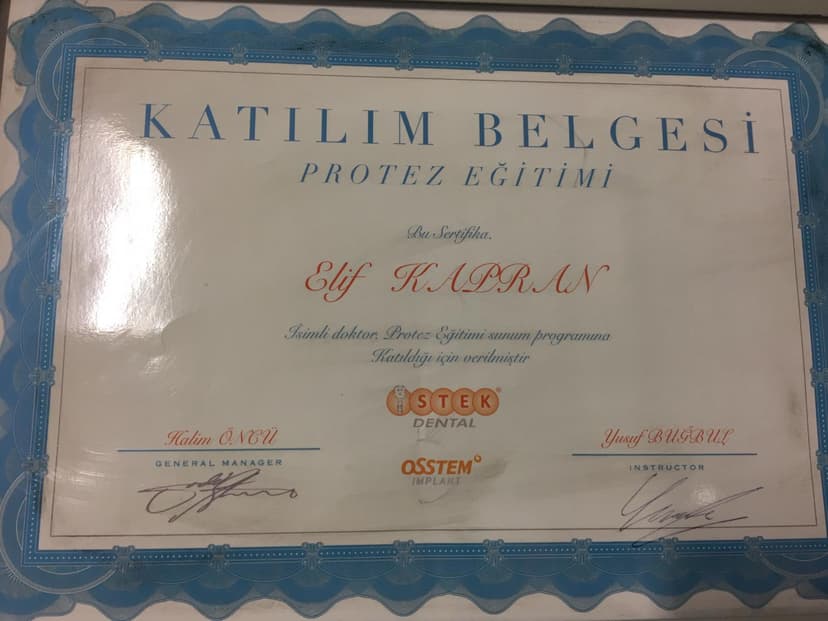 KATILIM BELGESİ
PROTEZ EĞİTİMİ
Bu Sertifika,
Elif KAPRAN
İsimli doktor, Protez Eğitimi sunum programına
Katıldığı için verilmiştir
İSTEK®
DENTAL
Halim ÖNCÜ
GENERAL MANAGER
OSSTEM
IMPLANT
Yusuf BUĞBUL
INSTRUCTOR